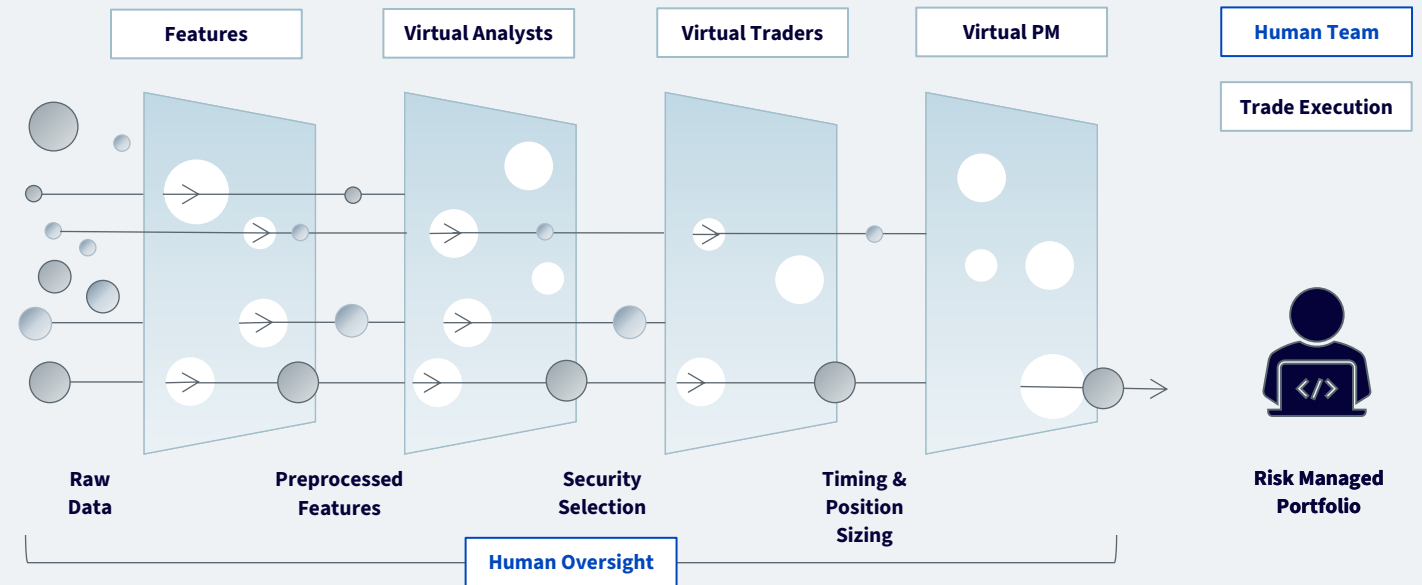 Features
Virtual Analysts
Virtual Traders
Virtual PM
Human Team
Trade Execution
</>
Raw
Data
Preprocessed
Features
Security
Selection
Timing &
Position
Sizing
Risk Managed
Portfolio
Human Oversight